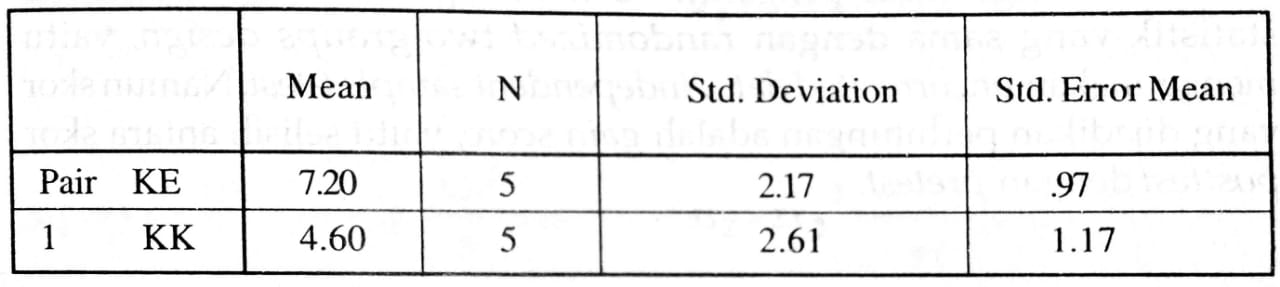 Mean N Std. Deviation Std. Error Mean
Pair KE 7.20 5 2.17 .97
1 KK 4.60 5 2.61 1.17